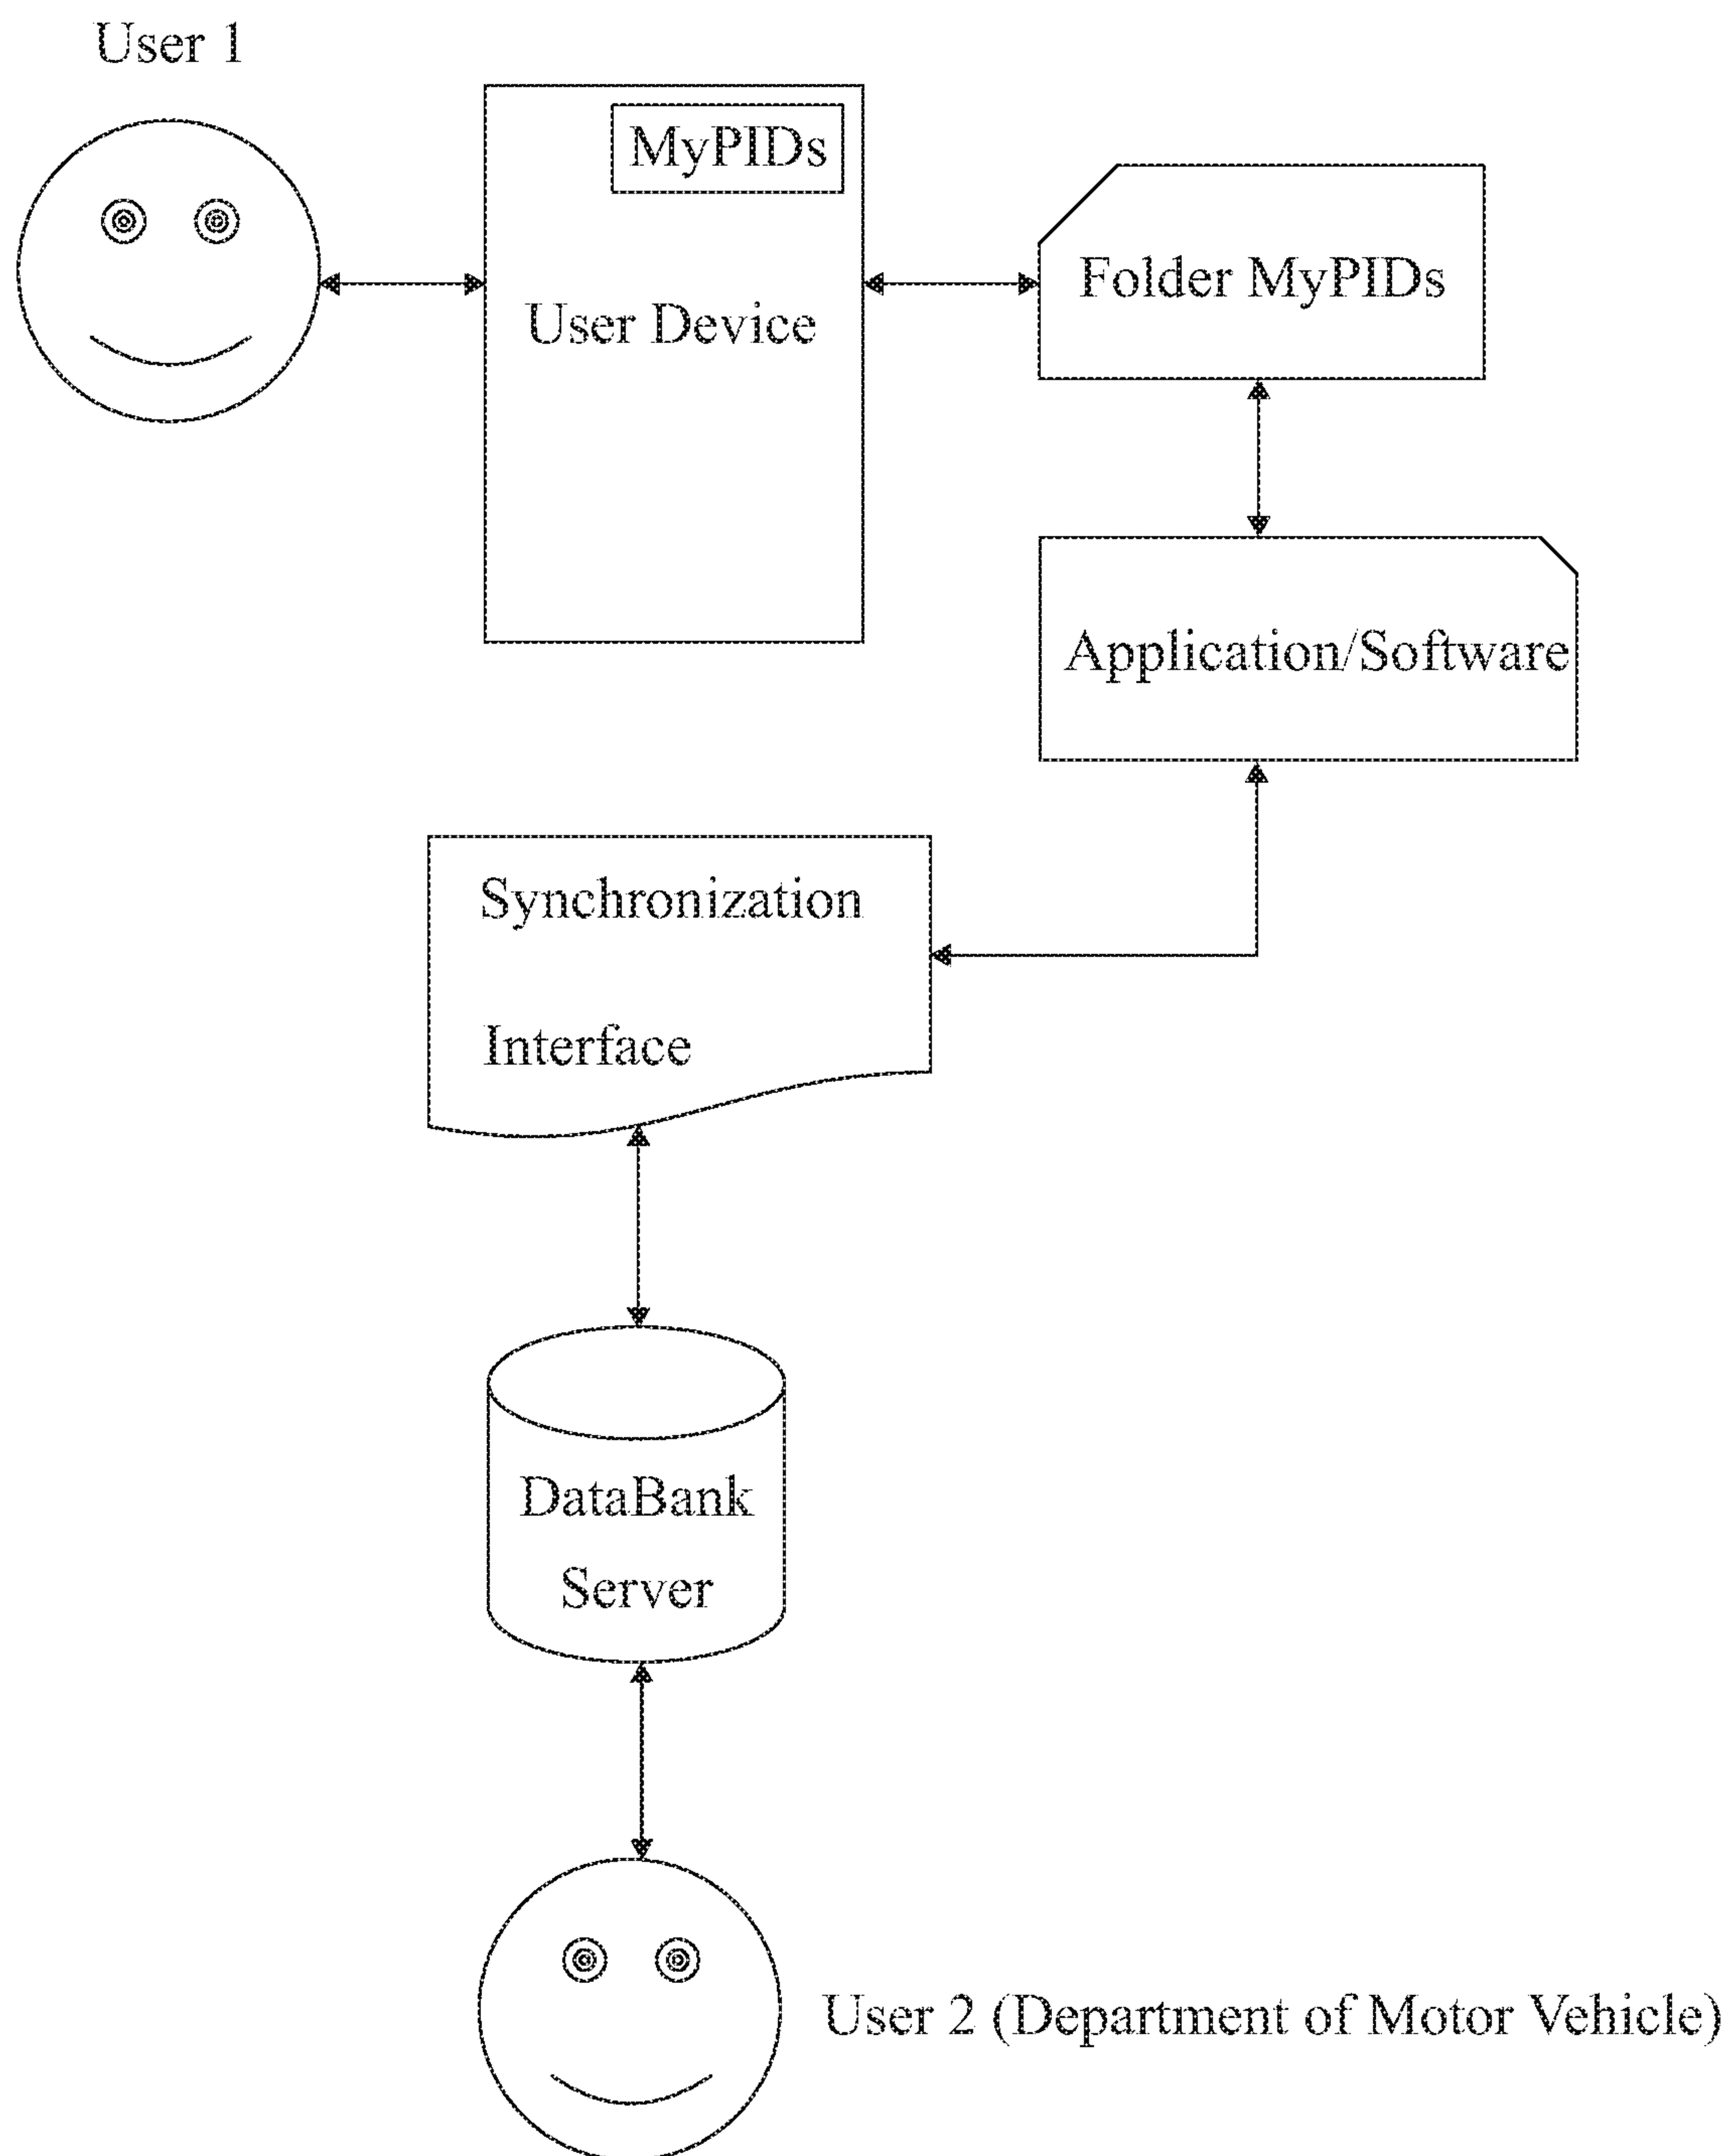 User 1
MyPIDs
User Device
Folder MyPIDs
Application/Software
Synchronization
Interface
DataBank
Server
User 2 (Department of Motor Vehicle)